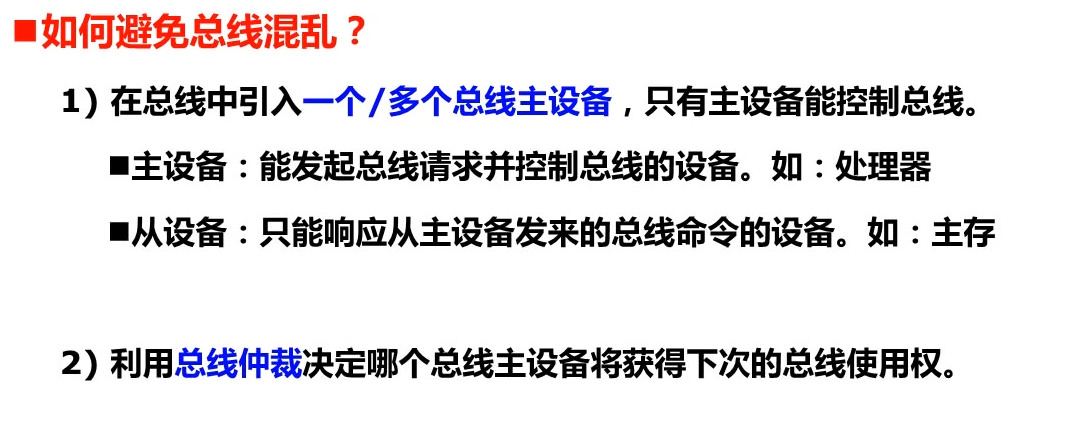 ■如何避免总线混乱？
1) 在总线中引入一个/多个总线主设备，只有主设备能控制总线。
■主设备：能发起总线请求并控制总线的设备。如：处理器
■从设备：只能响应从主设备发来的总线命令的设备。如：主存
2) 利用总线仲裁决定哪个总线主设备将获得下次的总线使用权。